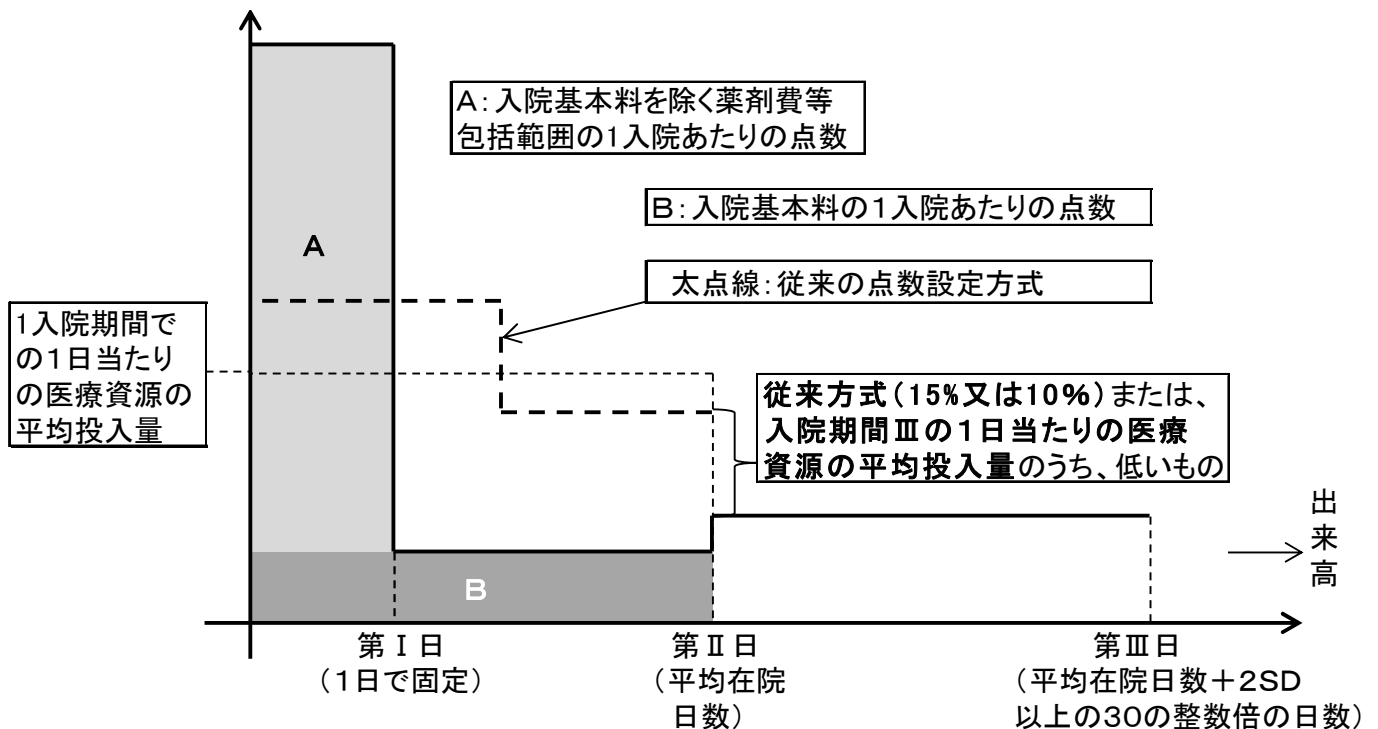 A:入院基本料を除く薬剤費等
包括範囲の1入院あたりの点数
B:入院基本料の1入院あたりの点数
A
太点線:従来の点数設定方式
1入院期間で
の1日当たり
の医療資源の
平均投入量
従来方式(15%又は10%)または、
入院期間Ⅲの1日当たりの医療
資源の平均投入量のうち、低いもの
出
来
高
B
第Ⅰ日
(1日で固定)
第Ⅱ日
(平均在院
日数)
第Ⅲ日
(平均在院日数+2SD
以上の30の整数倍の日数)